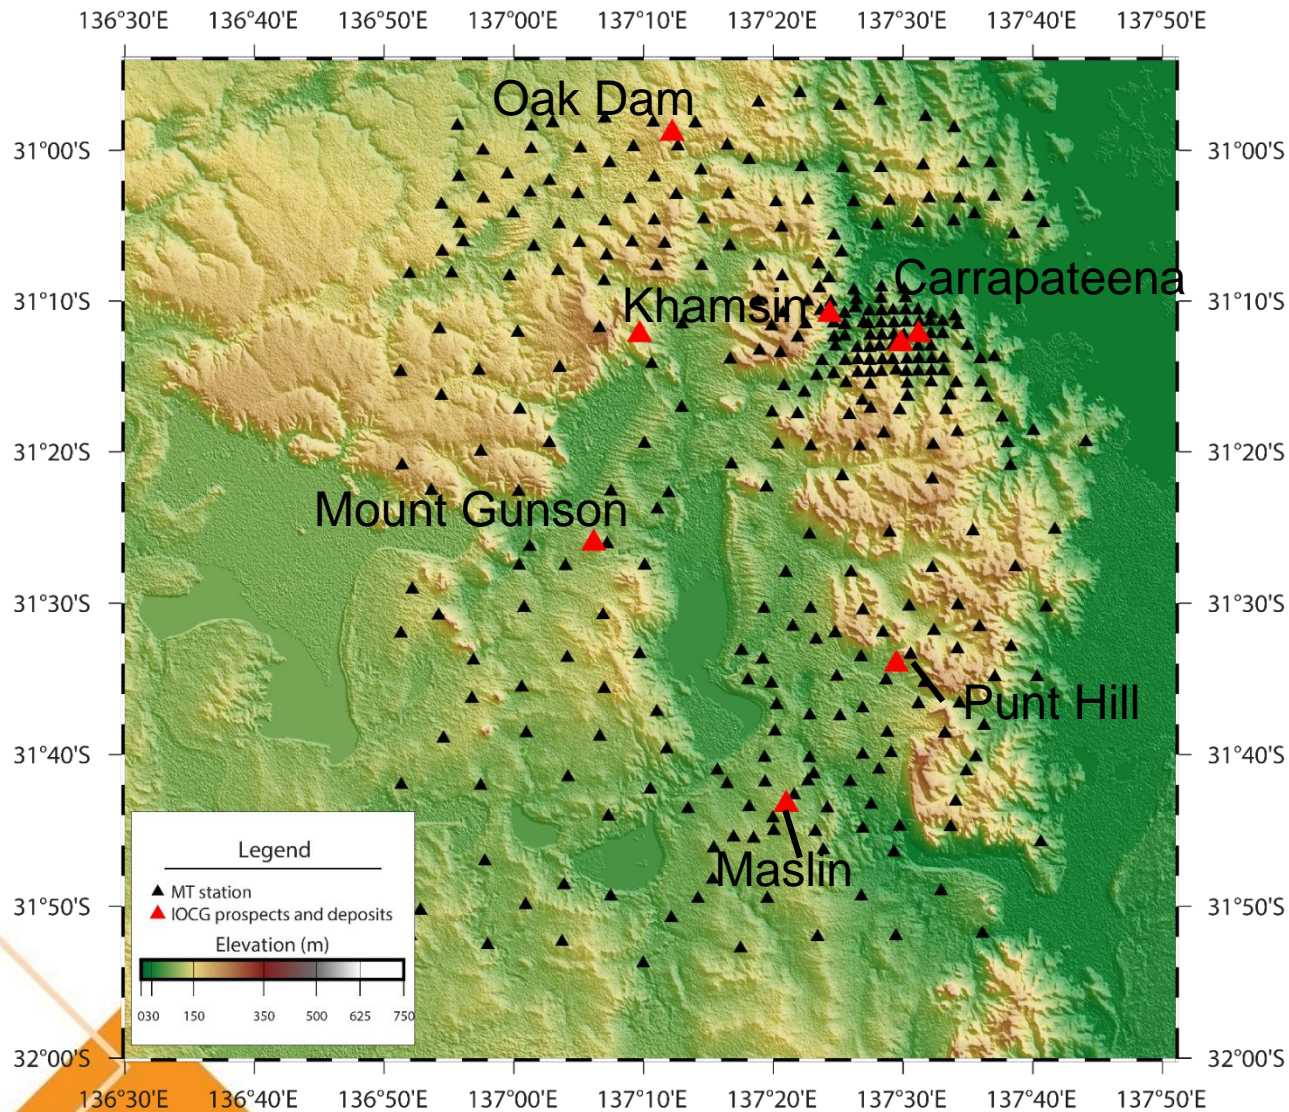 136°30'E 136°40'E 136°50'E 137°00'E 137°10'E 137°20'E 137°30'E 137°40'E 137°50'E
Oak Dam
31°00'S 31°00'S
Carrapateena
31°10'S Khamsin 31°10'S
31°20'S 31°20'S
Mount Gunson
31°30'S 31°30'S
Punt Hill
31°40'S 31°40'S
Maslin
31°50'S 31°50'S
Legend
MT station
IOCG prospects and deposits
Elevation (m)
030 150 350 500 625 750
32°00'S 32°00'S
136°30'E 136°40'E 136°50'E 137°00'E 137°10'E 137°20'E 137°30'E 137°40'E 137°50'E